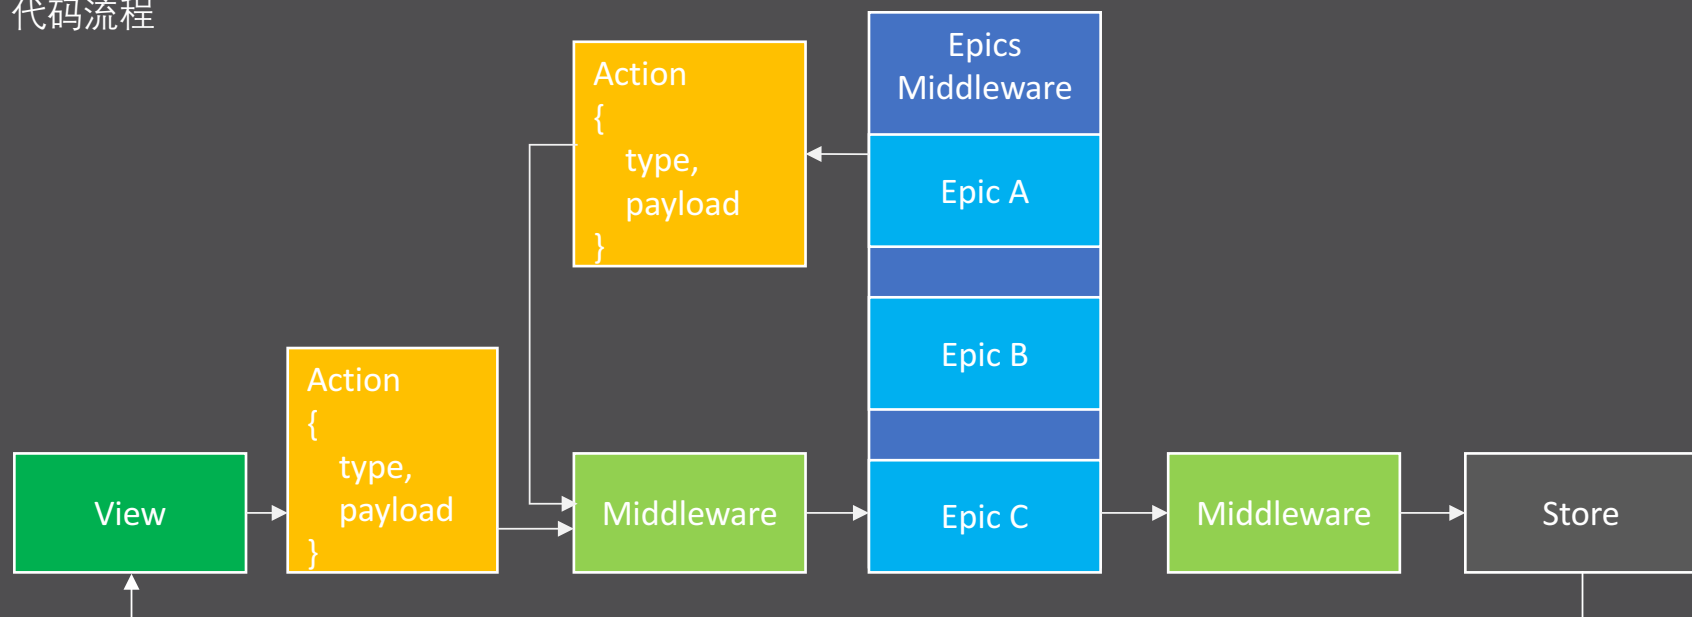 代码流程
Action
{
type,
payload
}
Epics
Middleware
Epic A
Epic B
Epic C
View
Action
{
type,
payload
}
Middleware
Middleware
Store